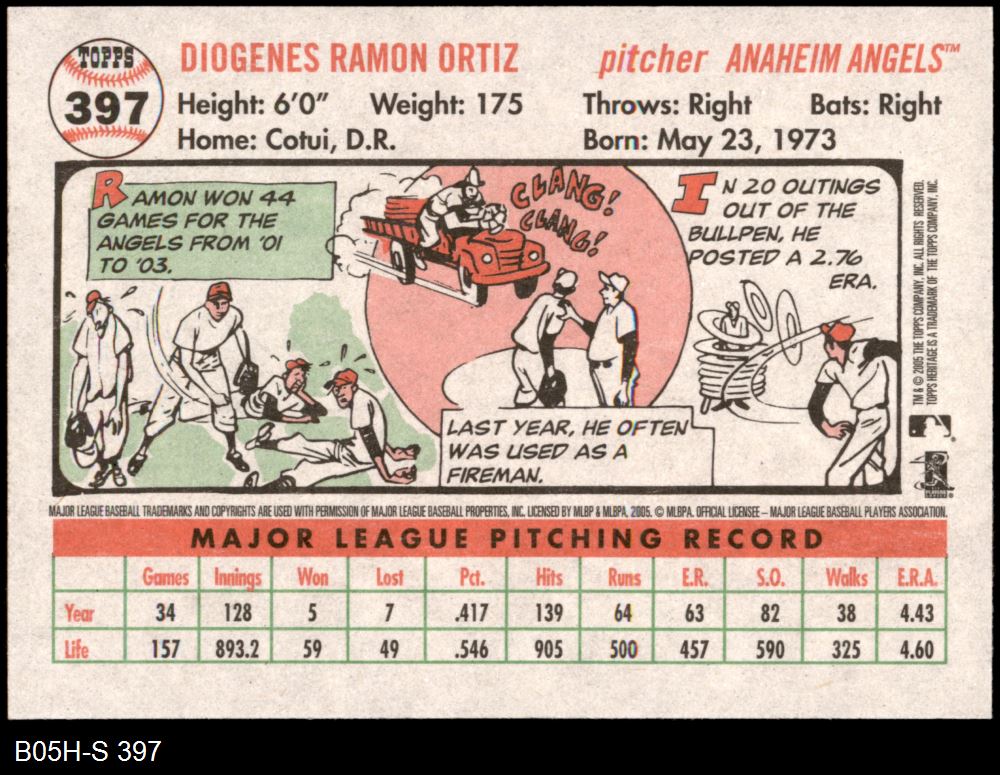 TOPPS
397
DIOGENES RAMON ORTIZ
pitcher ANAHEIM ANGELS™
Height: 6'0" Weight: 175 Throws: Right Bats: Right
Home: Cotui, D.R. Born: May 23, 1973
RAMON WON 44
GAMES FOR THE
ANGELS FROM '01
TO '03.
CLANG!
CLANG!
LAST YEAR, HE OFTEN
WAS USED AS A
FIREMAN.
IN 20 OUTINGS
OUT OF THE
BULLPEN, HE
POSTED A 2.76
ERA.
TM & © 2005 THE TOPPS COMPANY, INC. ALL RIGHTS RESERVED.
TOPPS HERITAGE IS A TRADEMARK OF THE TOPPS COMPANY, INC.
MAJOR LEAGUE BASEBALL TRADEMARKS AND COPYRIGHTS ARE USED WITH PERMISSION OF MAJOR LEAGUE BASEBALL PROPERTIES, INC. LICENSED BY MLBP & MLBPA, 2005. © MLBPA. OFFICIAL LICENSEE – MAJOR LEAGUE BASEBALL PLAYERS ASSOCIATION.
MAJOR LEAGUE PITCHING RECORD
Games Innings Won Lost Pct. Hits Runs E.R. S.O. Walks E.R.A.
Year 34 128 5 7 .417 139 64 63 82 38 4.43
Life 157 893.2 59 49 .546 905 500 457 590 325 4.60
B05H-S 397